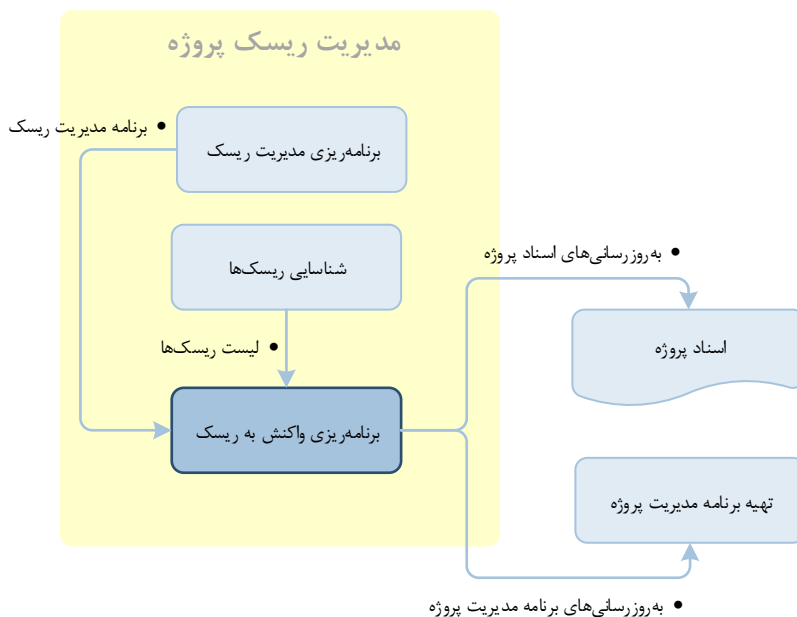 مدیریت ریسک پروژه
• برنامه مدیریت ریسک
برنامه‌ریزی مدیریت ریسک
• به‌روزرسانی‌های اسناد پروژه
شناسایی ریسک‌ها
• لیست ریسک‌ها
اسناد پروژه
برنامه‌ریزی واکنش به ریسک
تهیه برنامه مدیریت پروژه
• به‌روزرسانی‌های برنامه مدیریت پروژه